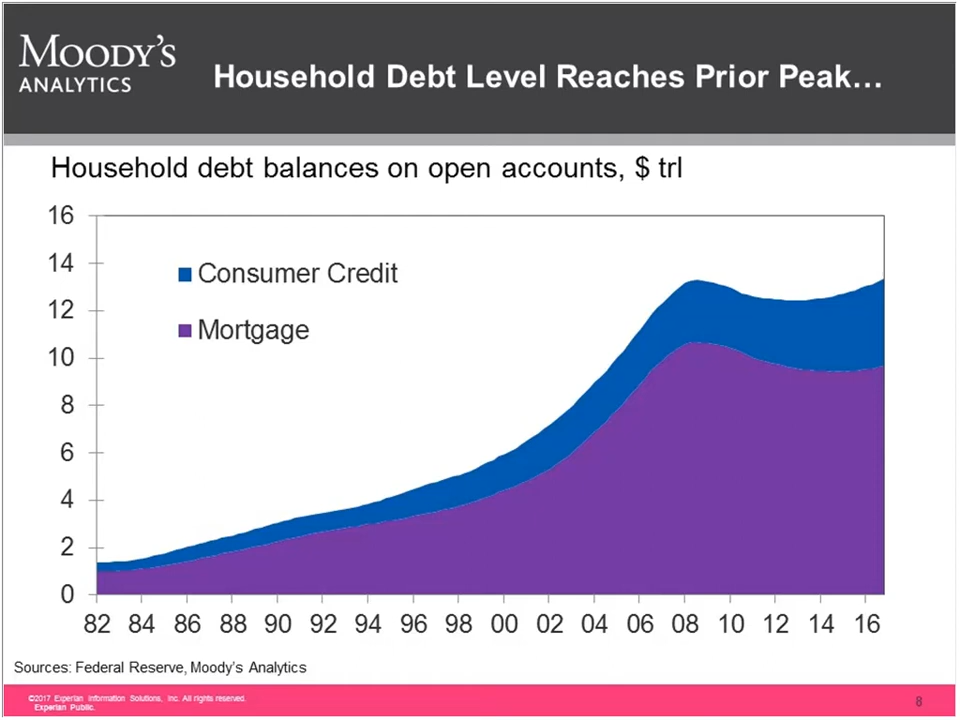 MOODY'S
ANALYTICS
Household Debt Level Reaches Prior Peak…
Household debt balances on open accounts, $ trl
16
14
12
10
8
6
4
2
0
Consumer Credit
Mortgage
82 84 86 88 90 92 94 96 98 00 02 04 06 08 10 12 14 16
Sources: Federal Reserve, Moody's Analytics
©2017 Experian Information Solutions, Inc. All rights reserved.
Experian Public.
8